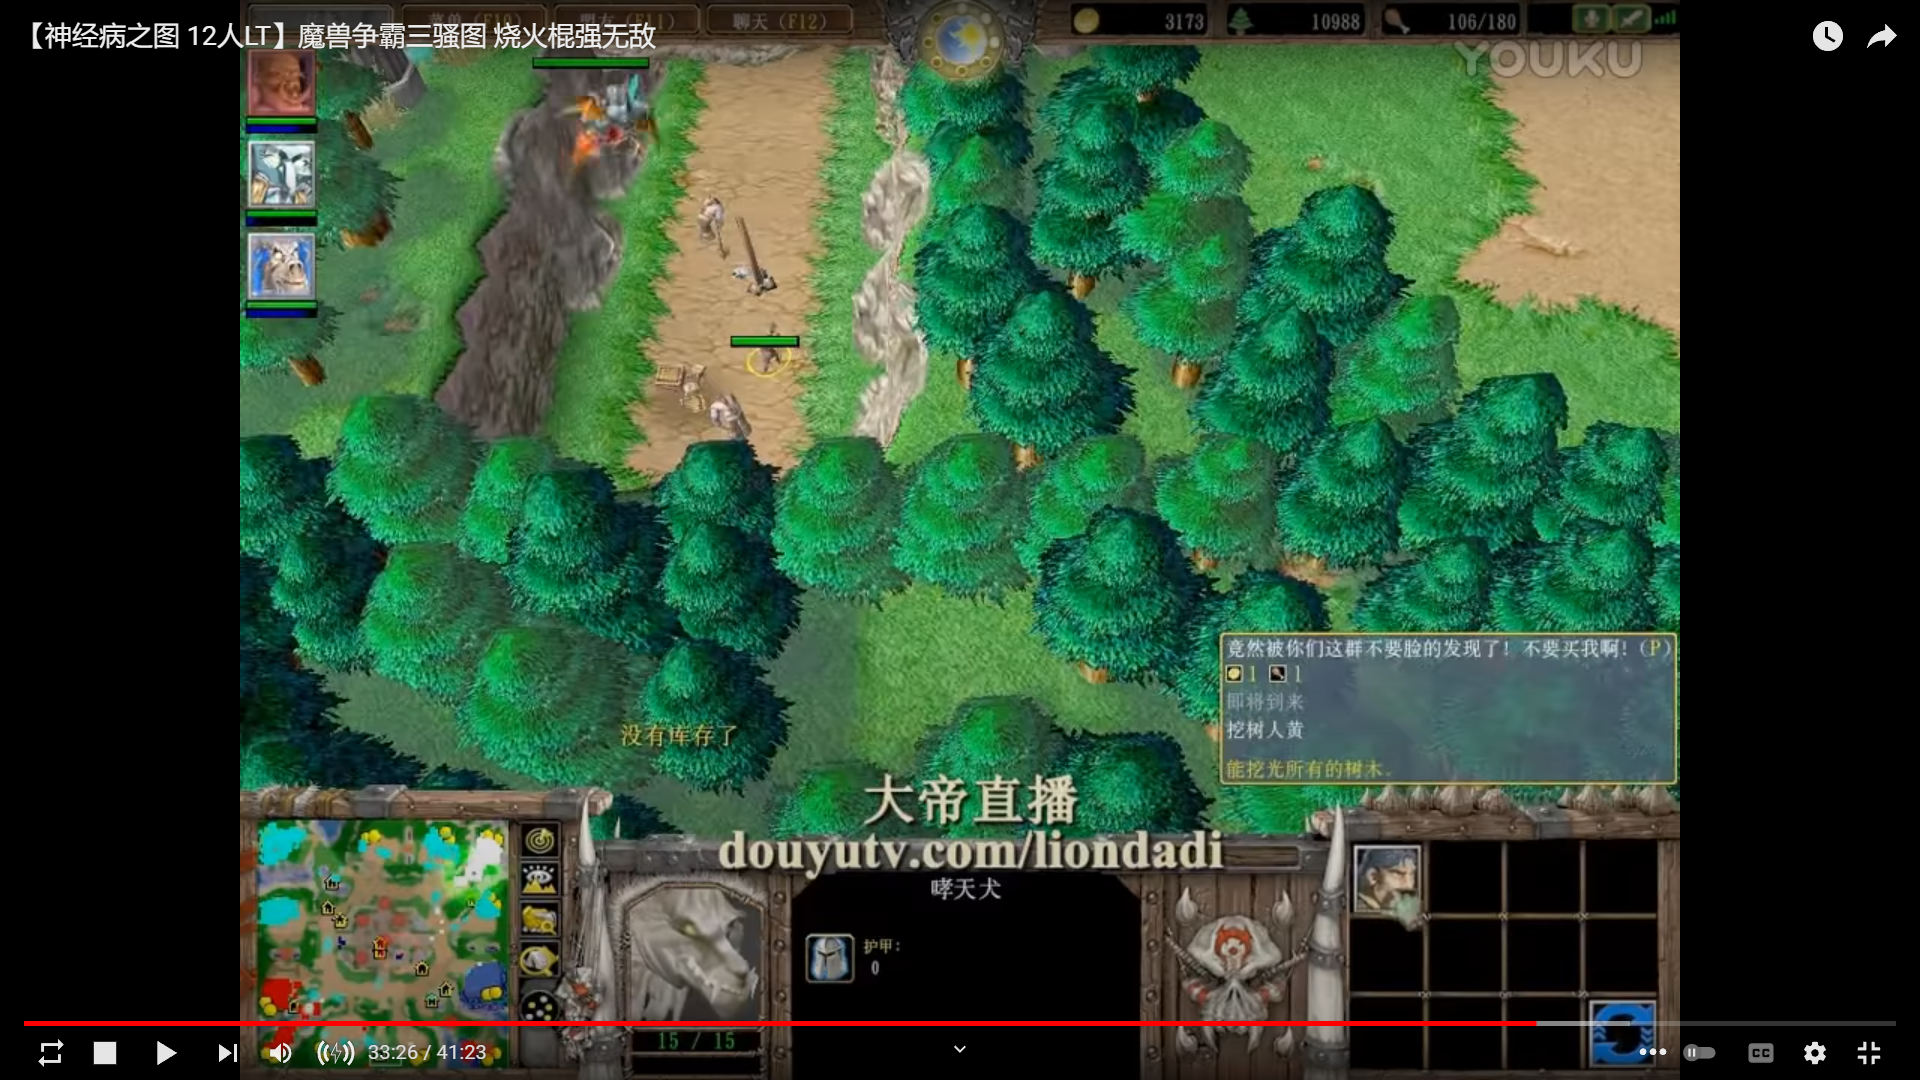 【神经病之图 12人LT】魔兽争霸三骚图 烧火棍强无敌
聊天 (F12)
3173
10988
106/180
YOUKU
竟然被你们这群不要脸的发现了！不要买我啊！(P)
1 1
即将到来
挖树人黄
能挖光所有的树木。
没有库存了
大帝直播
douyutv.com/liondadi
哮天犬
护甲：
0
15 / 15
33:26 / 41:23
CC